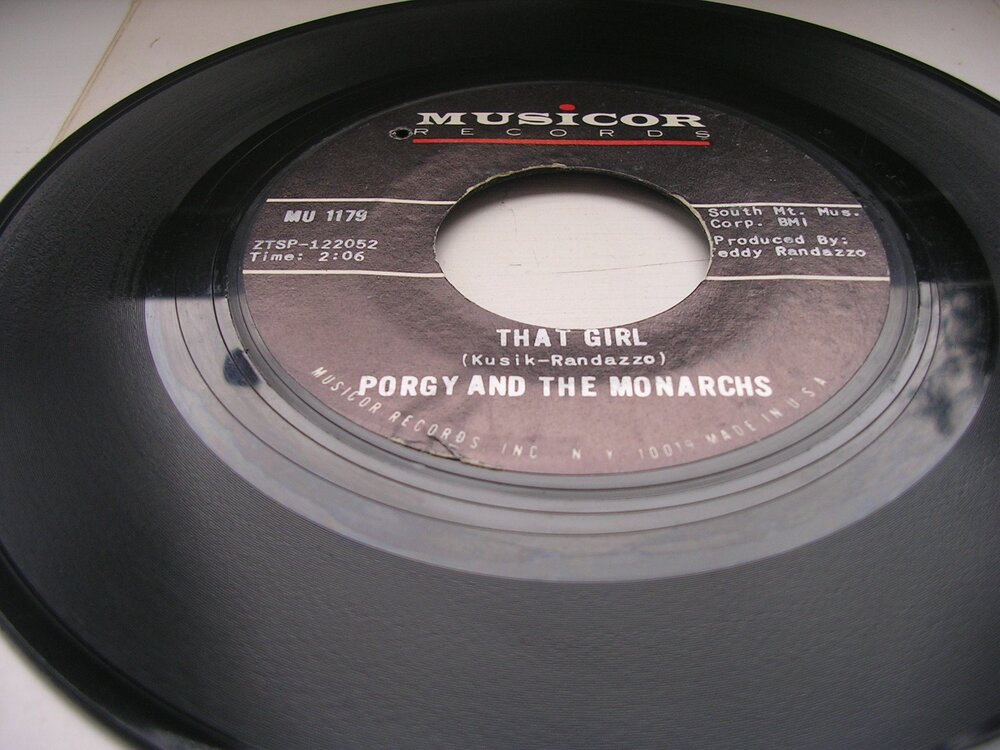 MUSiCOR
RECORDS
MU 1179
ZTSP-122052
Time: 2:06
South Mt. Mus.
Corp. BMI
Produced By:
eddy Randazzo
THAT GIRL
(Kusik-Randazzo)
PORGY AND THE MONARCHS
MUSICOR RECORDS INC N Y 10019 MADE IN U S A